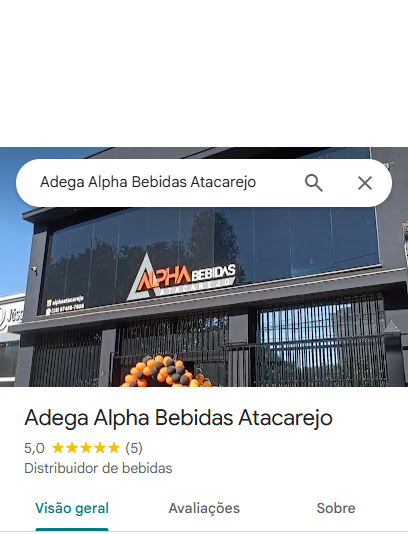 Adega Alpha Bebidas Atacarejo
ALPHA BEBIDAS
ATACAREJO
alphaatacarejo
Adega Alpha Bebidas Atacarejo
5,0 ★★★★★ (5)
Distribuidor de bebidas
Visão geral Avaliações Sobre